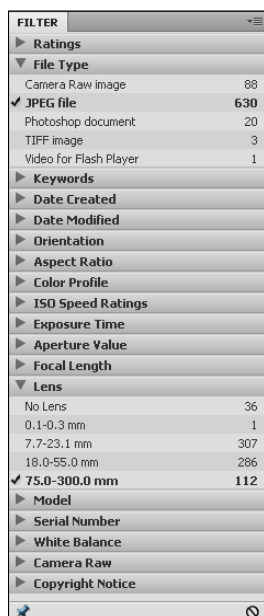 FILTER
Ratings
File Type
Camera Raw image 88
JPEG file 630
Photoshop document 20
TIFF image 3
Video for Flash Player 1
Keywords
Date Created
Date Modified
Orientation
Aspect Ratio
Color Profile
ISO Speed Ratings
Exposure Time
Aperture Value
Focal Length
Lens
No Lens 36
0.1-0.3 mm 1
7.7-23.1 mm 307
18.0-55.0 mm 286
75.0-300.0 mm 112
Model
Serial Number
White Balance
Camera Raw
Copyright Notice